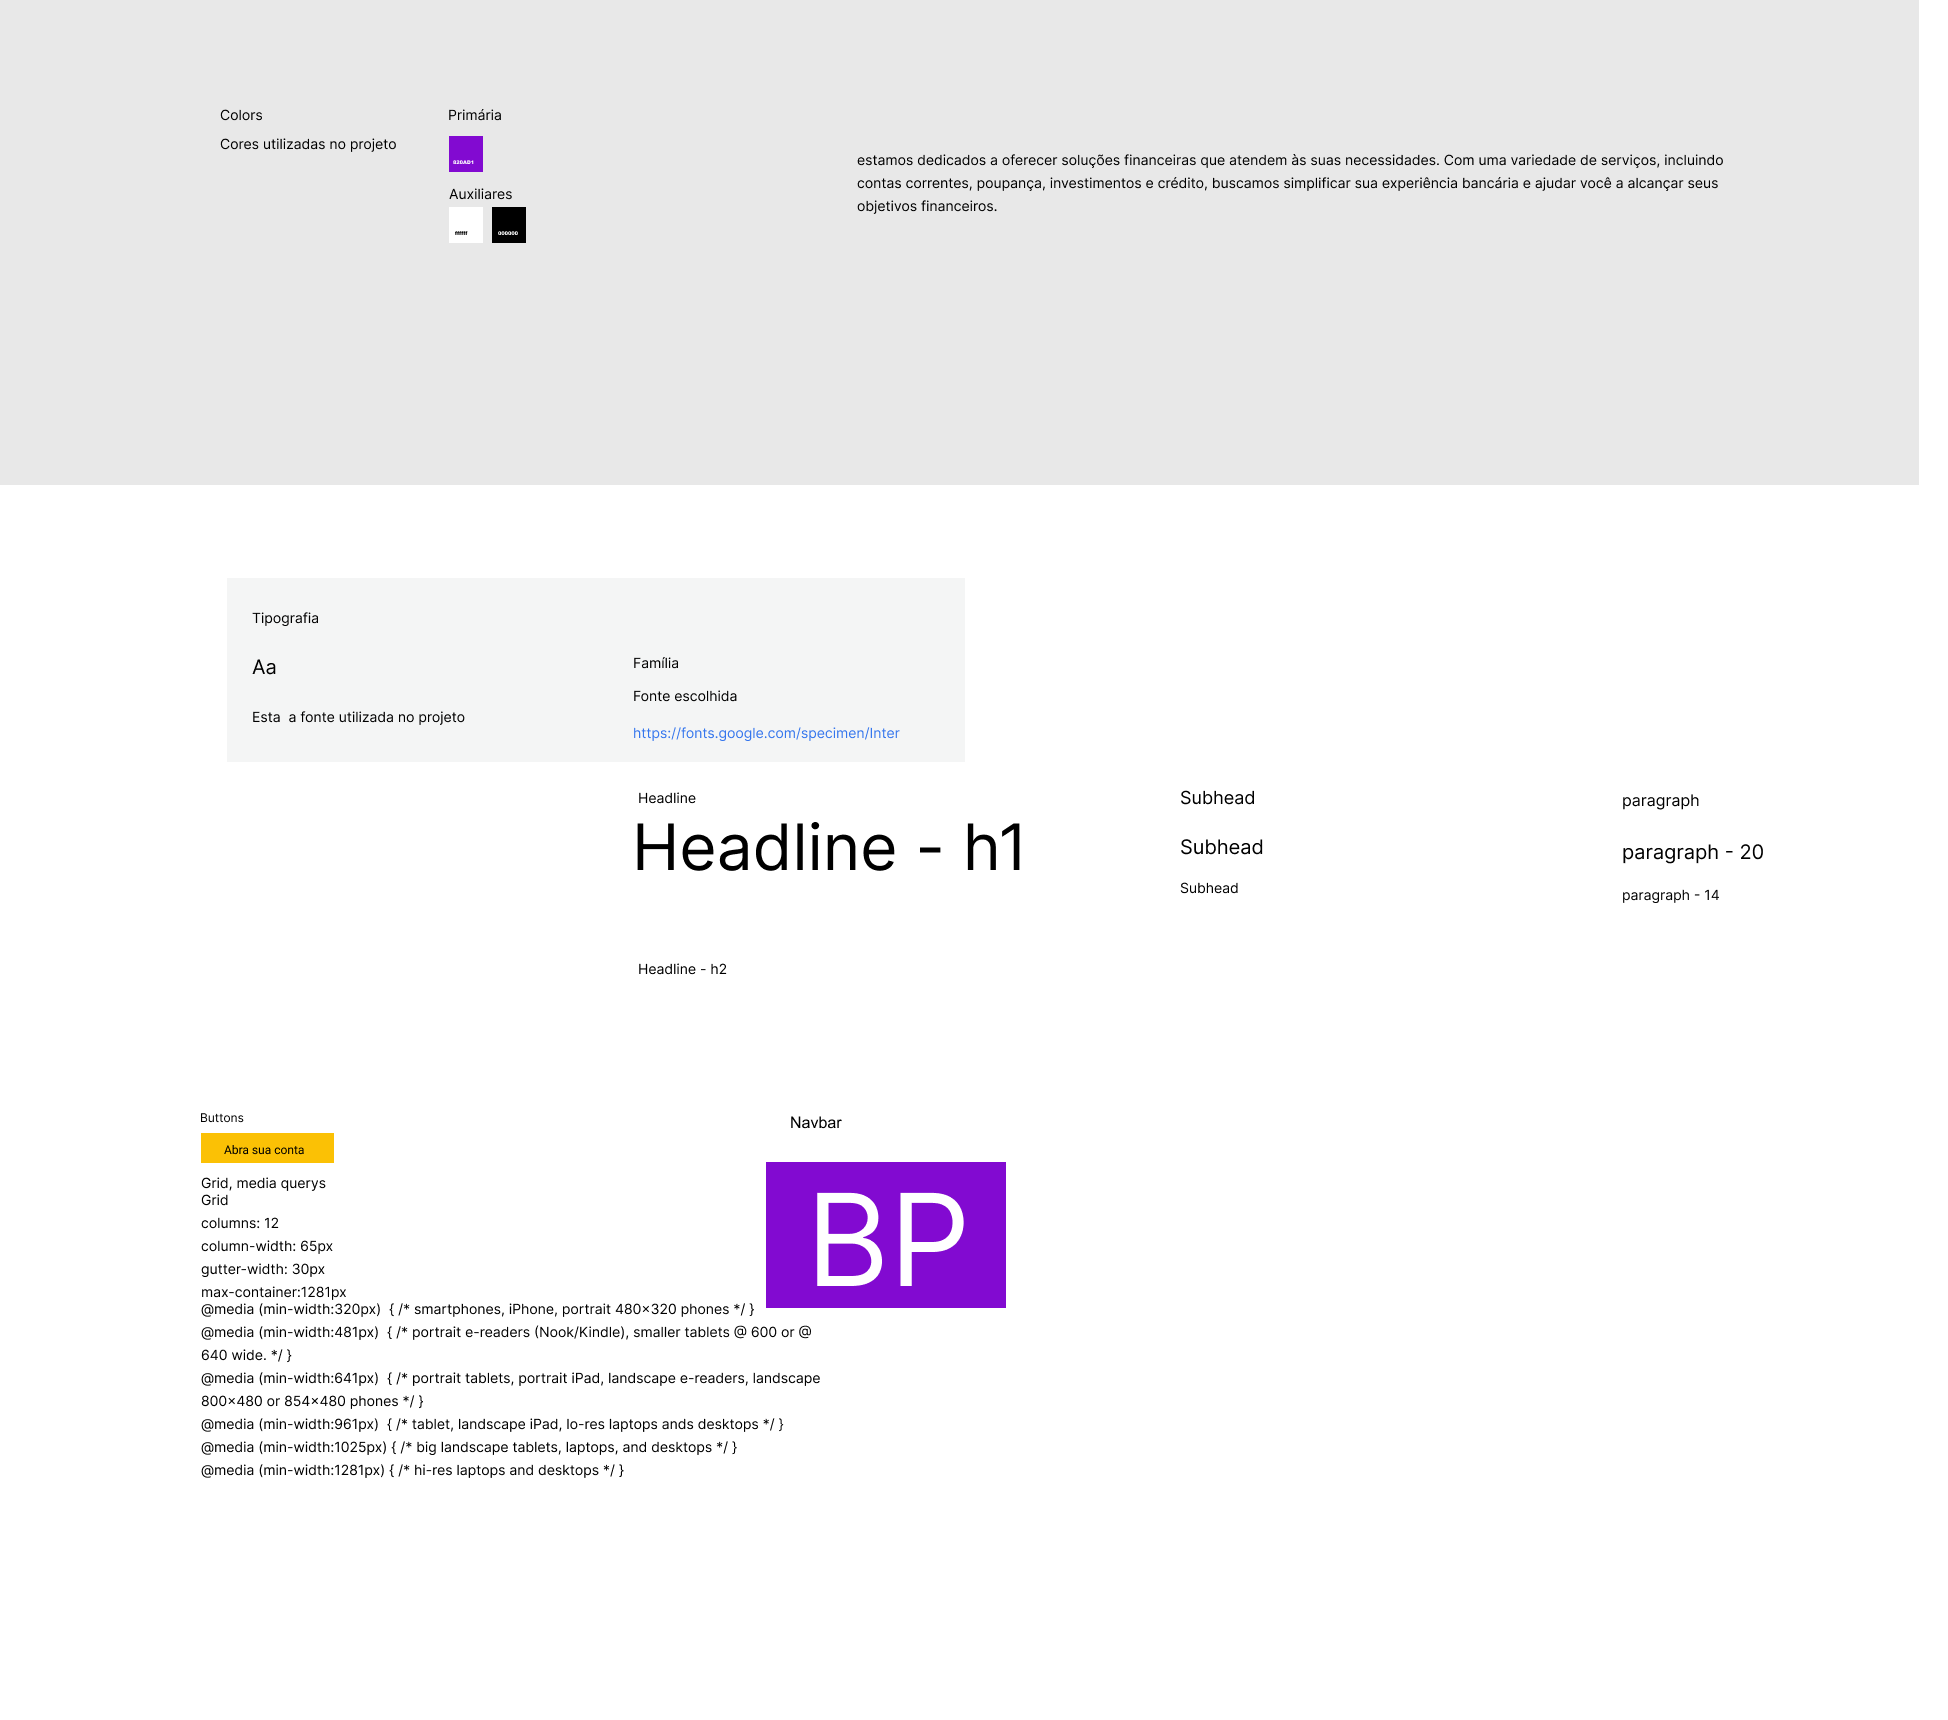 Colors
Cores utilizadas no projeto
Primária
820AD1
Auxiliares
ffffff
000000
estamos dedicados a oferecer soluções financeiras que atendem às suas necessidades. Com uma variedade de serviços, incluindo
contas correntes, poupança, investimentos e crédito, buscamos simplificar sua experiência bancária e ajudar você a alcançar seus
objetivos financeiros.
Tipografia
Aa
Esta  a fonte utilizada no projeto
Família
Fonte escolhida
https://fonts.google.com/specimen/Inter
Headline
Headline - h1
Headline - h2
Subhead
Subhead
Subhead
paragraph
paragraph - 20
paragraph - 14
Buttons
Abra sua conta
Grid, media querys
Grid
columns: 12
column-width: 65px
gutter-width: 30px
max-container:1281px
@media (min-width:320px)  { /* smartphones, iPhone, portrait 480x320 phones */ }
@media (min-width:481px)  { /* portrait e-readers (Nook/Kindle), smaller tablets @ 600 or @
640 wide. */ }
@media (min-width:641px)  { /* portrait tablets, portrait iPad, landscape e-readers, landscape
800x480 or 854x480 phones */ }
@media (min-width:961px)  { /* tablet, landscape iPad, lo-res laptops ands desktops */ }
@media (min-width:1025px) { /* big landscape tablets, laptops, and desktops */ }
@media (min-width:1281px) { /* hi-res laptops and desktops */ }
Navbar
BP